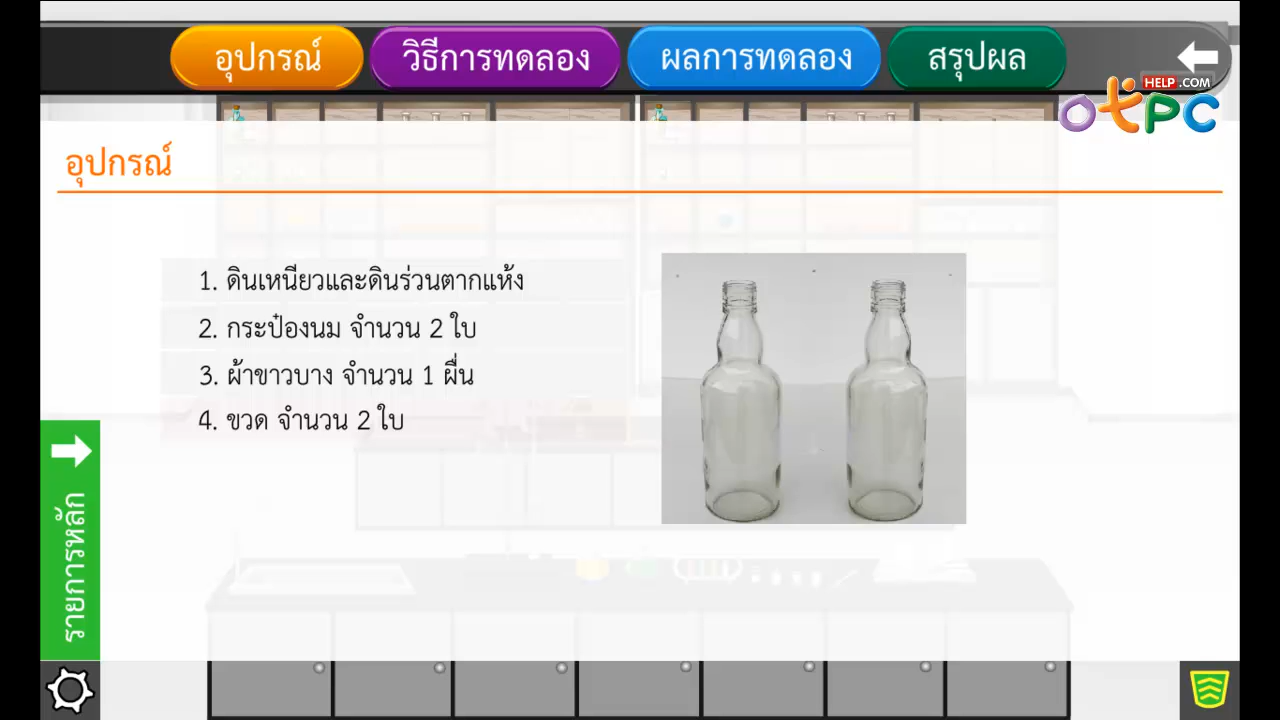 อุปกรณ์
วิธีการทดลอง
ผลการทดลอง
สรุปผล
HELP .COM
OTPC
อุปกรณ์
1. ดินเหนียวและดินร่วนตากแห้ง
2. กระป๋องนม จำนวน 2 ใบ
3. ผ้าขาวบาง จำนวน 1 ผื่น
4. ขวด จำนวน 2 ใบ
รายการหลัก